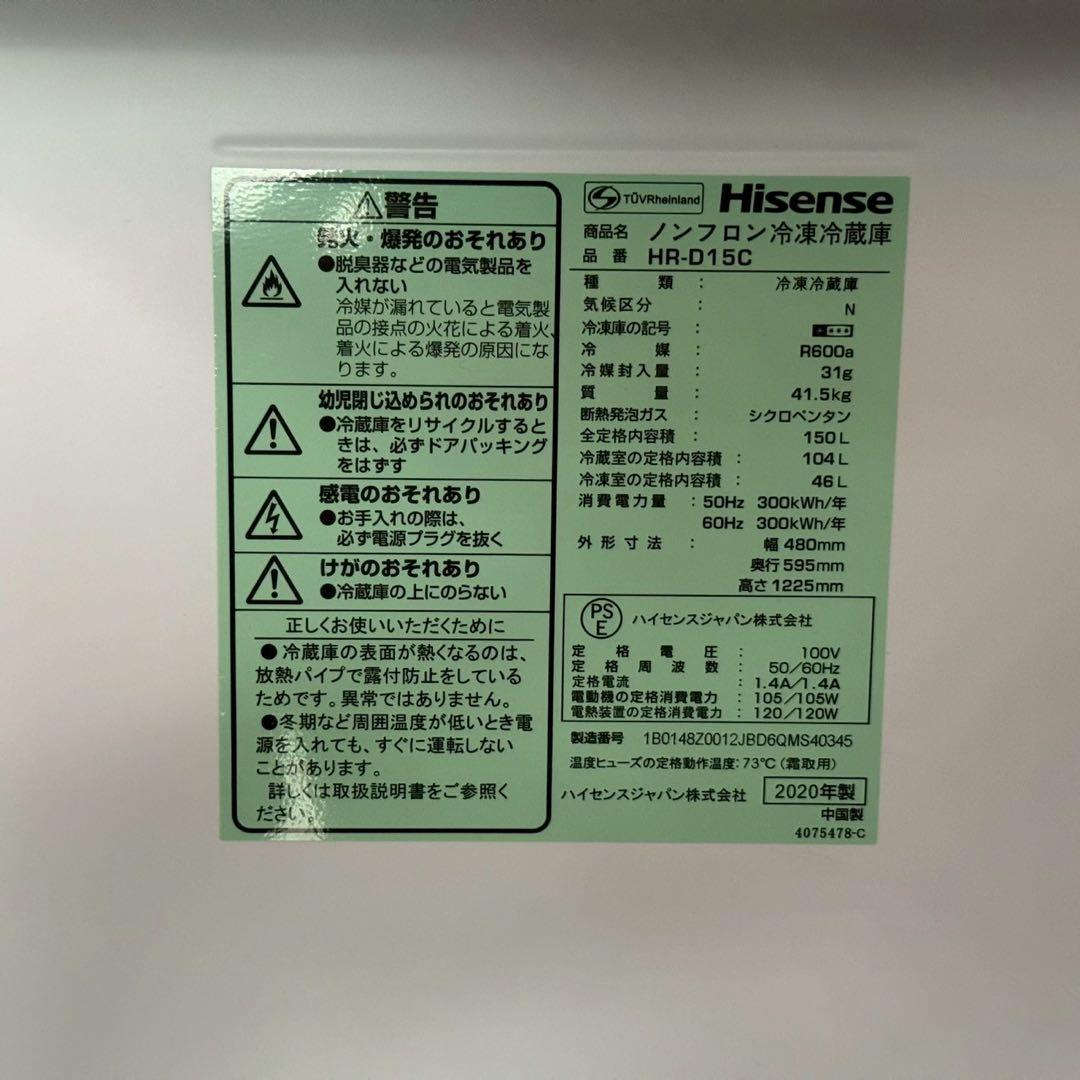 警告
発火・爆発のおそれあり
●脱臭器などの電気製品を
入れない
冷媒が漏れていると電気製
品の接点の火花による着火、
着火による爆発の原因にな
ります。
幼児閉じ込められのおそれあり
●冷蔵庫をリサイクルすると
きは、必ずドアパッキング
をはずす
感電のおそれあり
●お手入れの際は、
必ず電源プラグを抜く
けがのおそれあり
●冷蔵庫の上にのらない
正しくお使いいただくために
●冷蔵庫の表面が熱くなるのは、
放熱パイプで露付防止をしている
ためです。異常ではありません。
●冬期など周囲温度が低いとき電
源を入れても、すぐに運転しない
ことがあります。
詳しくは取扱説明書をご参照く
ださい。
TÜVRheinland Hisense
商品名 ノンフロン冷凍冷蔵庫
品番 HR-D15C
種類 : 冷凍冷蔵庫
気候区分 : N
冷凍庫の記号 :
冷媒 : R600a
冷媒封入量 : 31g
質量 : 41.5kg
断熱発泡ガス : シクロペンタン
全定格内容積 : 150L
冷蔵室の定格内容積 : 104L
冷凍室の定格内容積 : 46L
消費電力量 : 50Hz 300kWh/年
60Hz 300kWh/年
外形寸法 : 幅480mm
奥行595mm
高さ1225mm
PSE ハイセンスジャパン株式会社
定格電圧 : 100V
定格周波数 : 50/60Hz
定格電流 : 1.4A/1.4A
電動機の定格消費電力 : 105/105W
電熱装置の定格消費電力 : 120/120W
製造番号 1B0148Z0012JBD6QMS40345
温度ヒューズの定格動作温度:73℃(霜取用)
ハイセンスジャパン株式会社 2020年製
中国製
4075478-C